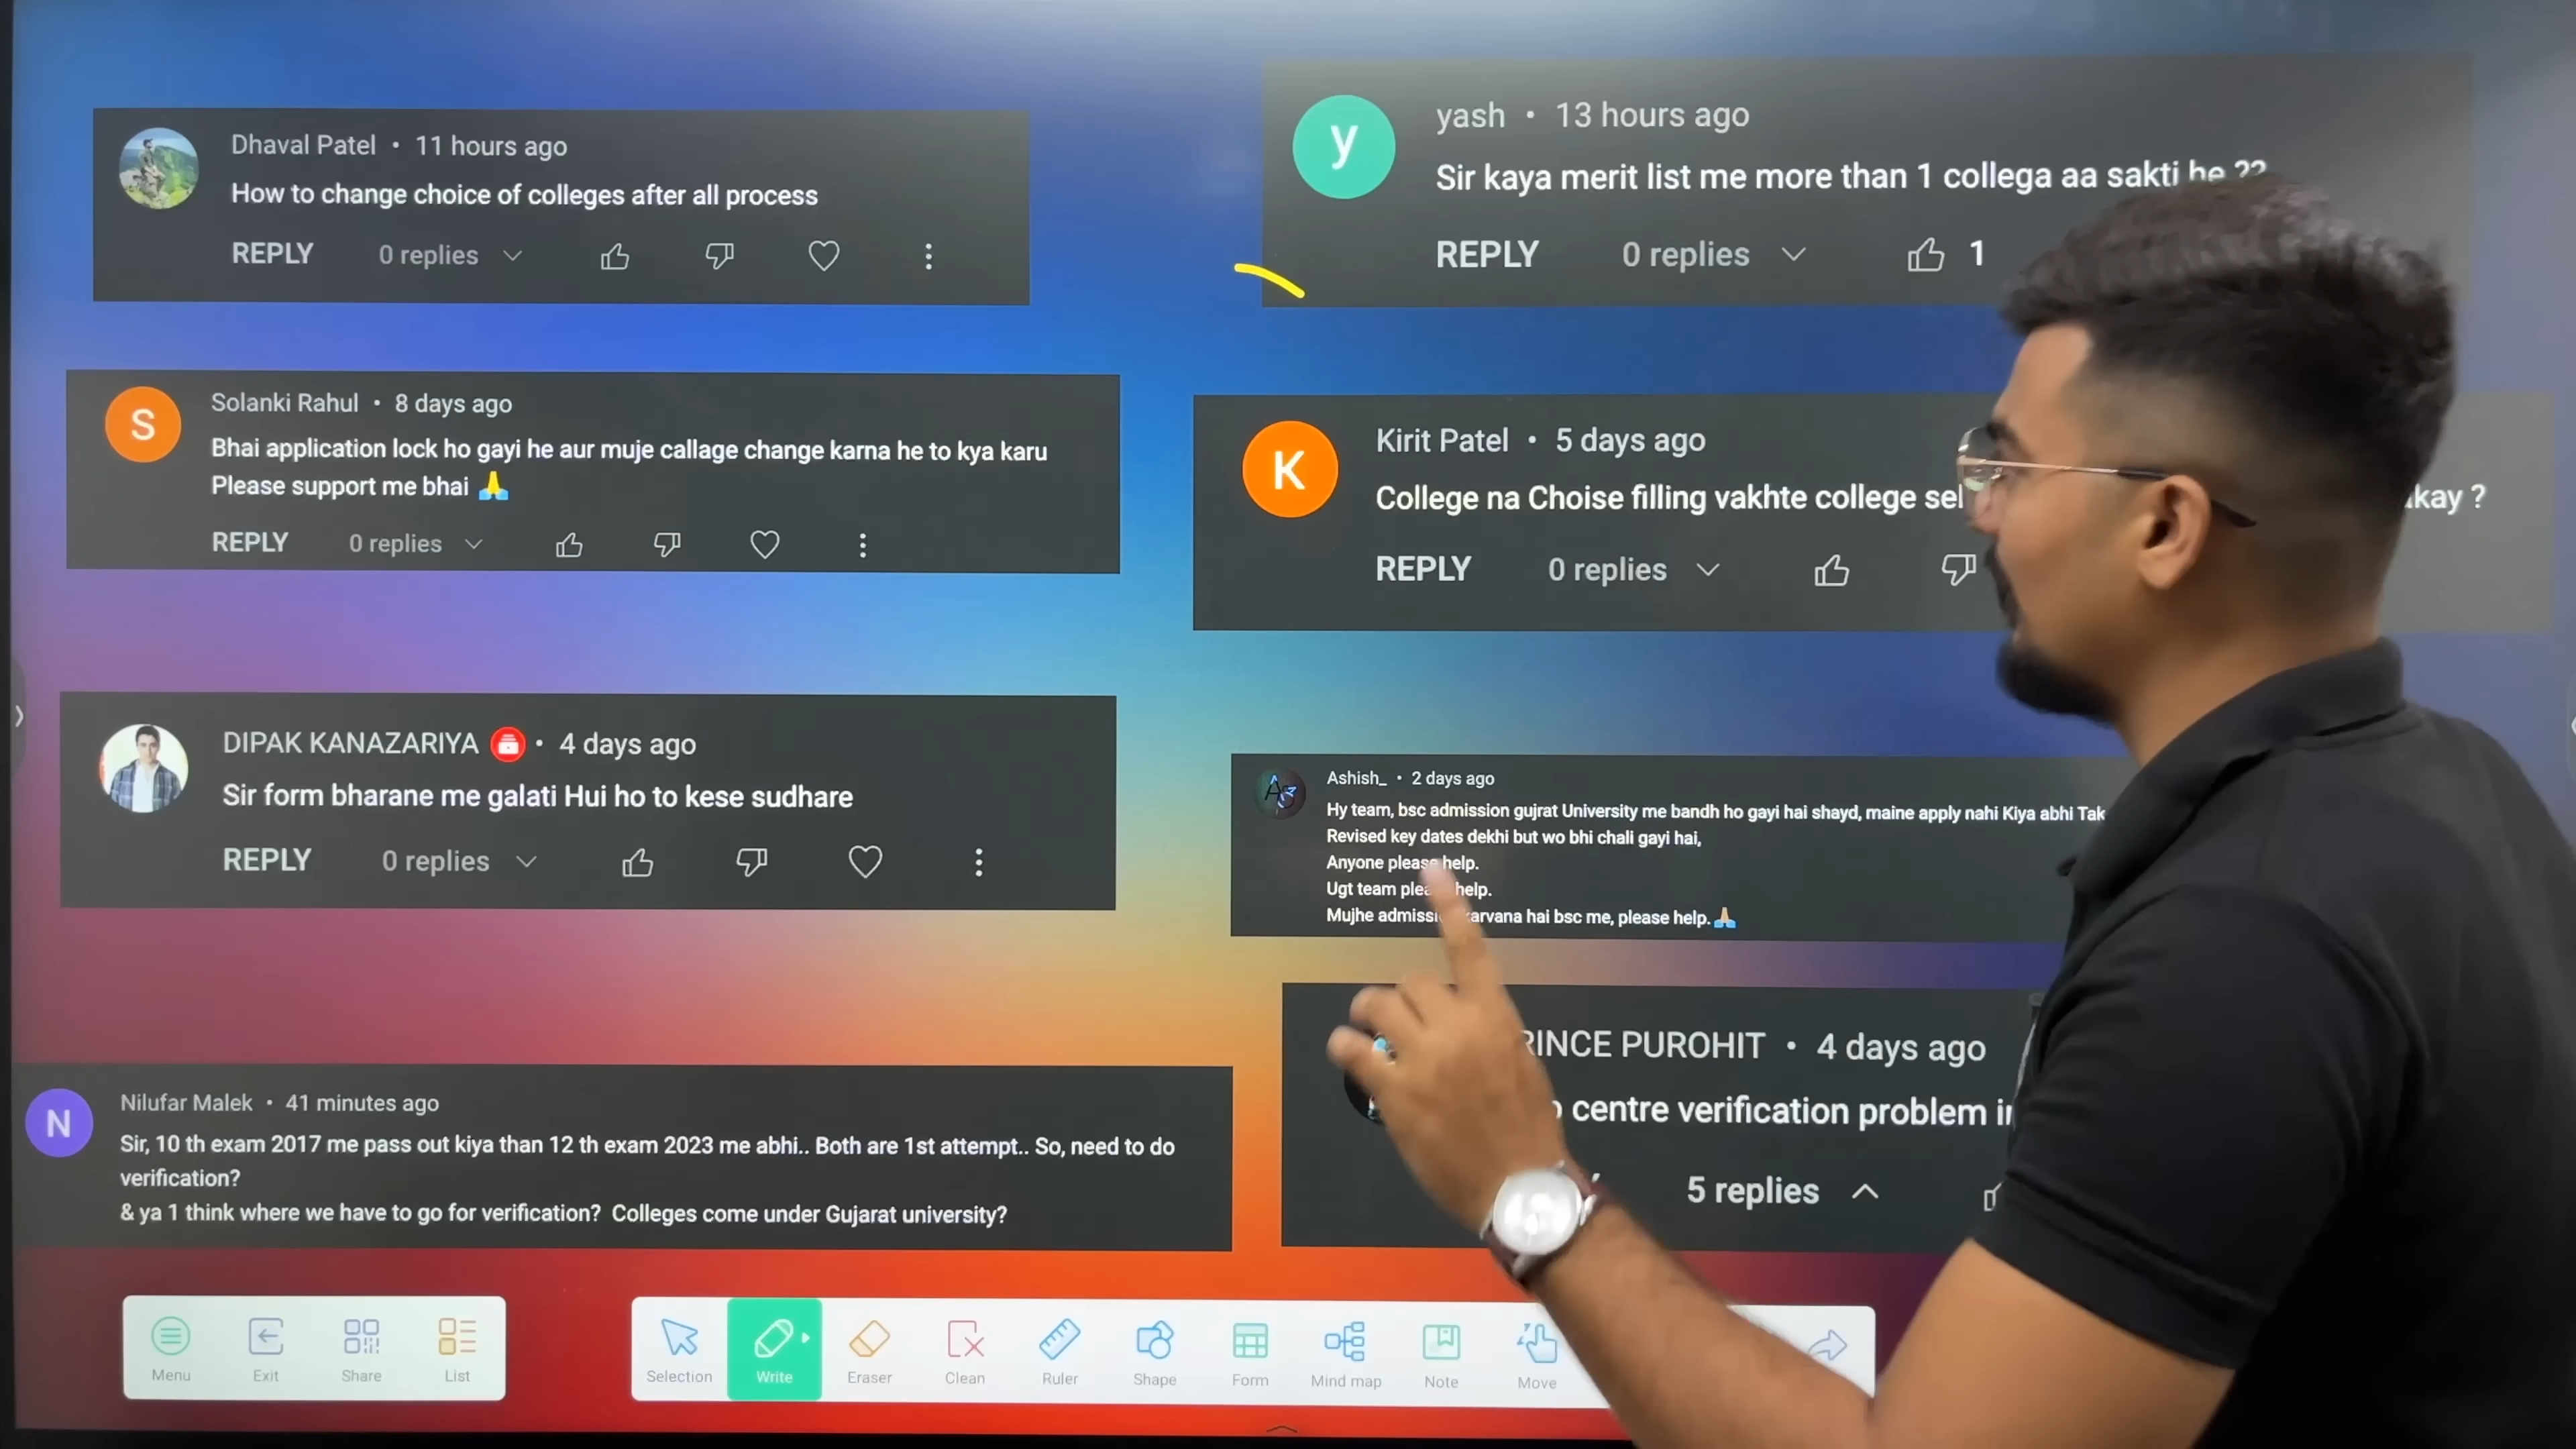 Dhaval Patel • 11 hours ago
How to change choice of colleges after all process
REPLY 0 replies
y
yash • 13 hours ago
Sir kaya merit list me more than 1 collega aa sakti he ??
REPLY 0 replies 1
S
Solanki Rahul • 8 days ago
Bhai application lock ho gayi he aur muje callage change karna he to kya karu
Please support me bhai 🙏
REPLY 0 replies
K
Kirit Patel • 5 days ago
College na Choise filling vakhte college ?
REPLY 0 replies
DIPAK KANAZARIYA • 4 days ago
Sir form bharane me galati Hui ho to kese sudhare
REPLY 0 replies
Ashish_ • 2 days ago
Hy team, bsc admission gujrat University me bandh ho gayi hai shayd, maine apply nahi Kiya abhi Tak
Revised key dates dekhi but wo bhi chali gayi hai,
Anyone please help.
Ugt team please help.
Mujhe admission karvana hai bsc me, please help. 🙏🏼
PUROHIT • 4 days ago
centre verification problem
5 replies
N
Nilufar Malek • 41 minutes ago
Sir, 10 th exam 2017 me pass out kiya than 12 th exam 2023 me abhi.. Both are 1st attempt.. So, need to do
verification?
& ya 1 think where we have to go for verification? Colleges come under Gujarat university?
Menu Exit Share List
Selection Write Eraser Clean Ruler Shape Form Mind map Note Move